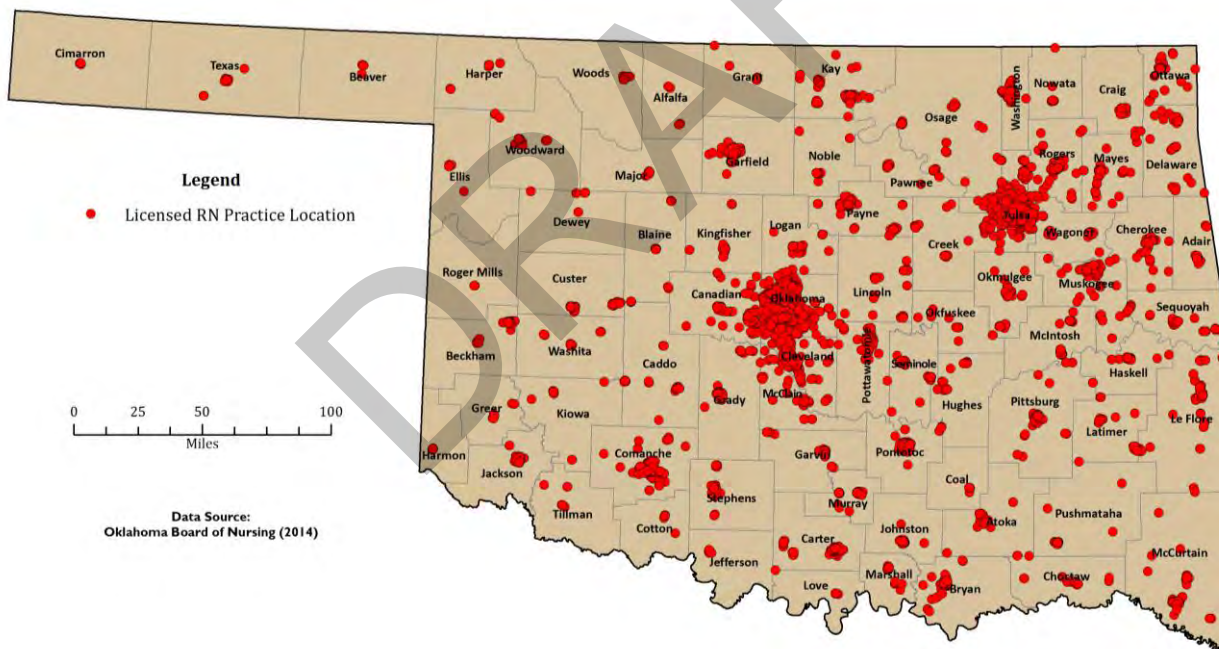 DRAF
Cimarron
Texas
Beaver
Harper
Woods
Alfalfa
Grant
Kay
Osage
Washington
Nowata
Craig
Ottawa
Woodward
Ellis
Major
Garfield
Noble
Pawnee
Rogers
Mayes
Delaware
Legend
Licensed RN Practice Location
Dewey
Blaine
Kingfisher
Logan
Payne
Creek
Tulsa
Wagoner
Cherokee
Adair
Roger Mills
Custer
Canadian
Oklahoma
Lincoln
Okmulgee
Muskogee
Okfuskee
Sequoyah
McIntosh
Beckham
Washita
Caddo
Cleveland
Pottawatomie
Seminole
Haskell
0 25 50 100
Miles
Greer
Kiowa
Grady
McClain
Hughes
Pittsburg
Latimer
Le Flore
Harmon
Jackson
Comanche
Garvin
Pontotoc
Coal
Tillman
Stephens
Murray
Johnston
Atoka
Pushmataha
Data Source:
Oklahoma Board of Nursing (2014)
Cotton
Jefferson
Carter
Love
Marshall
Bryan
Choctaw
McCurtain